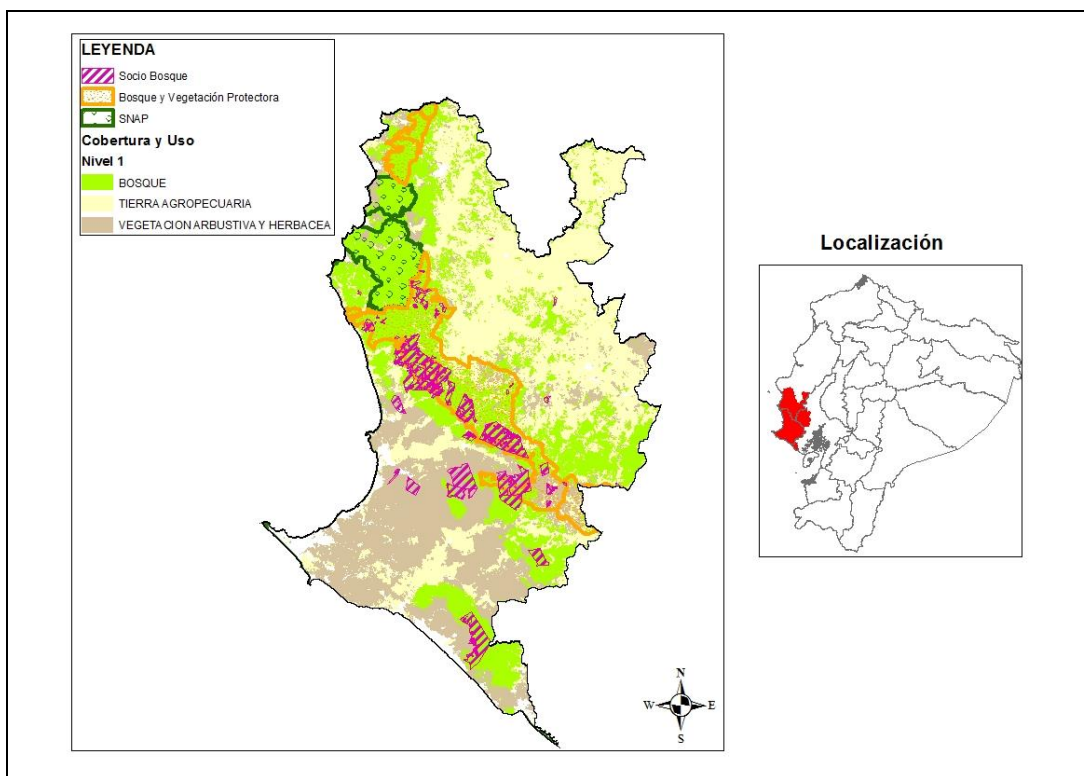 LEYENDA
Socio Bosque
Bosque y Vegetación Protectora
SNAP
Cobertura y Uso
Nivel 1
BOSQUE
TIERRA AGROPECUARIA
VEGETACION ARBUSTIVA Y HERBACEA
Localización
N
W E
S